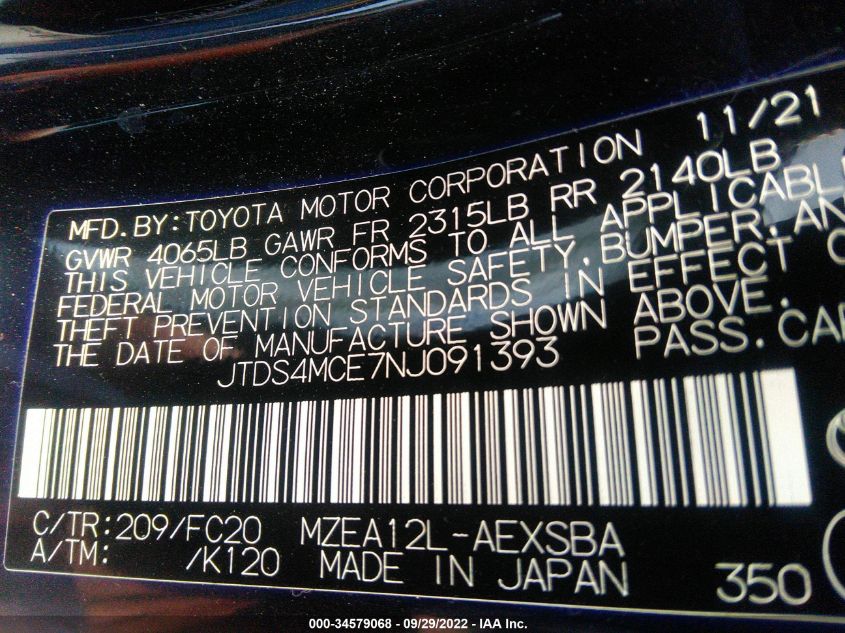 MFD. BY: TOYOTA MOTOR CORPORATION 11/21
GVWR 4065LB GAWR FR 2315LB RR 2140LB
THIS VEHICLE CONFORMS TO ALL APPLICABL
FEDERAL MOTOR VEHICLE SAFETY, BUMPER, AN
THEFT PREVENTION STANDARDS IN EFFECT
THE DATE OF MANUFACTURE SHOWN ABOVE.
JTDS4MCE7NJ091393 PASS. CAR
C/TR: 209/FC20 MZEA12L-AEXSBA
A/TM: /K120 MADE IN JAPAN 350
000-34579068 - 09/29/2022 - IAA Inc.